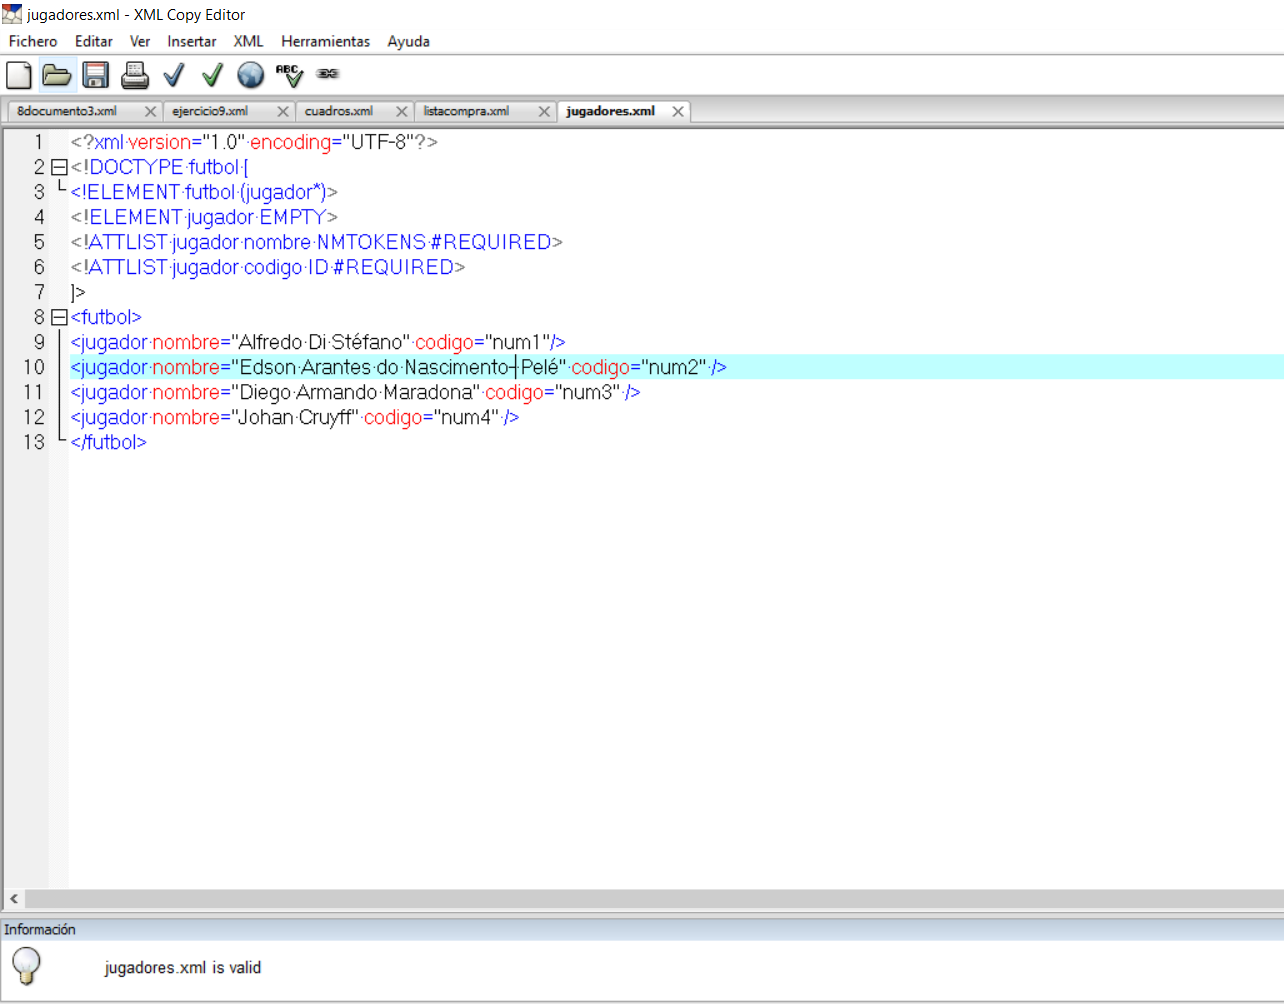 jugadores.xml - XML Copy Editor
Fichero Editar Ver Insertar XML Herramientas Ayuda
ABC
8documento3.xml ejercicio9.xml cuadros.xml listacompra.xml jugadores.xml
1 <?xml version="1.0" encoding="UTF-8"?>
2 <!DOCTYPE futbol [
3 <!ELEMENT futbol (jugador*)>
4 <!ELEMENT jugador EMPTY>
5 <!ATTLIST jugador nombre NMTOKENS #REQUIRED>
6 <!ATTLIST jugador codigo ID #REQUIRED>
7 ]>
8 <futbol>
9 <jugador nombre="Alfredo Di Stéfano" codigo="num1"/>
10 <jugador nombre="Edson Arantes do Nascimento-Pelé" codigo="num2" />
11 <jugador nombre="Diego Armando Maradona" codigo="num3" />
12 <jugador nombre="Johan Cruyff" codigo="num4" />
13 </futbol>
Información
jugadores.xml is valid